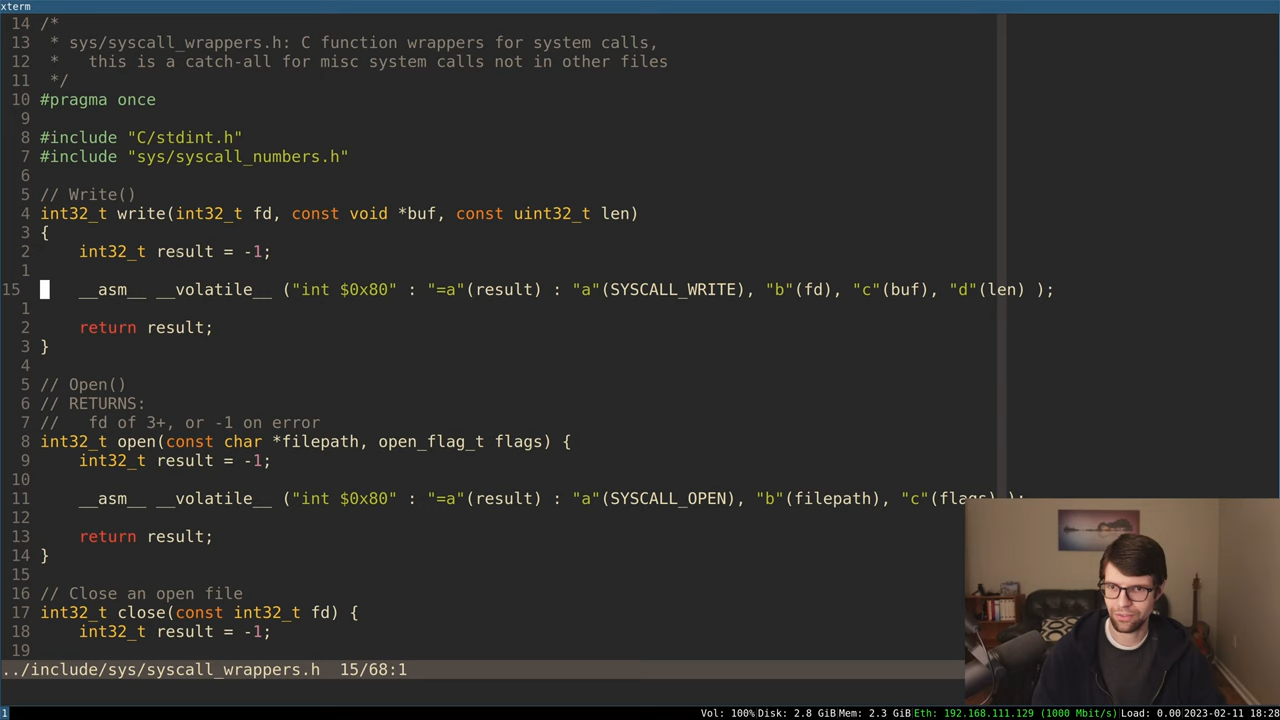 xterm
14 /*
13  * sys/syscall_wrappers.h: C function wrappers for system calls,
12  *   this is a catch-all for misc system calls not in other files
11  */
10 #pragma once
9
8 #include "C/stdint.h"
7 #include "sys/syscall_numbers.h"
6
5 // Write()
4 int32_t write(int32_t fd, const void *buf, const uint32_t len)
3 {
2     int32_t result = -1;
1
15     __asm__ __volatile__ ("int $0x80" : "=a"(result) : "a"(SYSCALL_WRITE), "b"(fd), "c"(buf), "d"(len) );
1
2     return result;
3 }
4
5 // Open()
6 // RETURNS:
7 //   fd of 3+, or -1 on error
8 int32_t open(const char *filepath, open_flag_t flags) {
9     int32_t result = -1;
10
11     __asm__ __volatile__ ("int $0x80" : "=a"(result) : "a"(SYSCALL_OPEN), "b"(filepath), "c"(flags) );
12
13     return result;
14 }
15
16 // Close an open file
17 int32_t close(const int32_t fd) {
18     int32_t result = -1;
19
../include/sys/syscall_wrappers.h  15/68:1
1 Vol: 100% Disk: 2.8 GiB Mem: 2.3 GiB Eth: 192.168.111.129 (1000 Mbit/s) Load: 0.00 2023-02-11 18:28